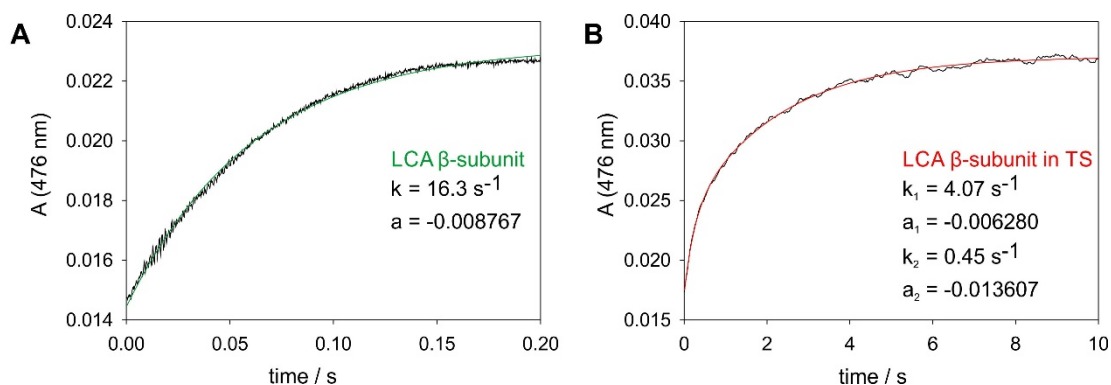 A
0.024
0.022
0.020
0.018
0.016
0.014
A (476 nm)
LCA β-subunit
k = 16.3 s⁻¹
a = -0.008767
0.00
0.05
0.10
0.15
0.20
time / s
B
0.040
0.035
0.030
0.025
0.020
0.015
A (476 nm)
LCA β-subunit in TS
k₁ = 4.07 s⁻¹
a₁ = -0.006280
k₂ = 0.45 s⁻¹
a₂ = -0.013607
0
2
4
6
8
10
time / s